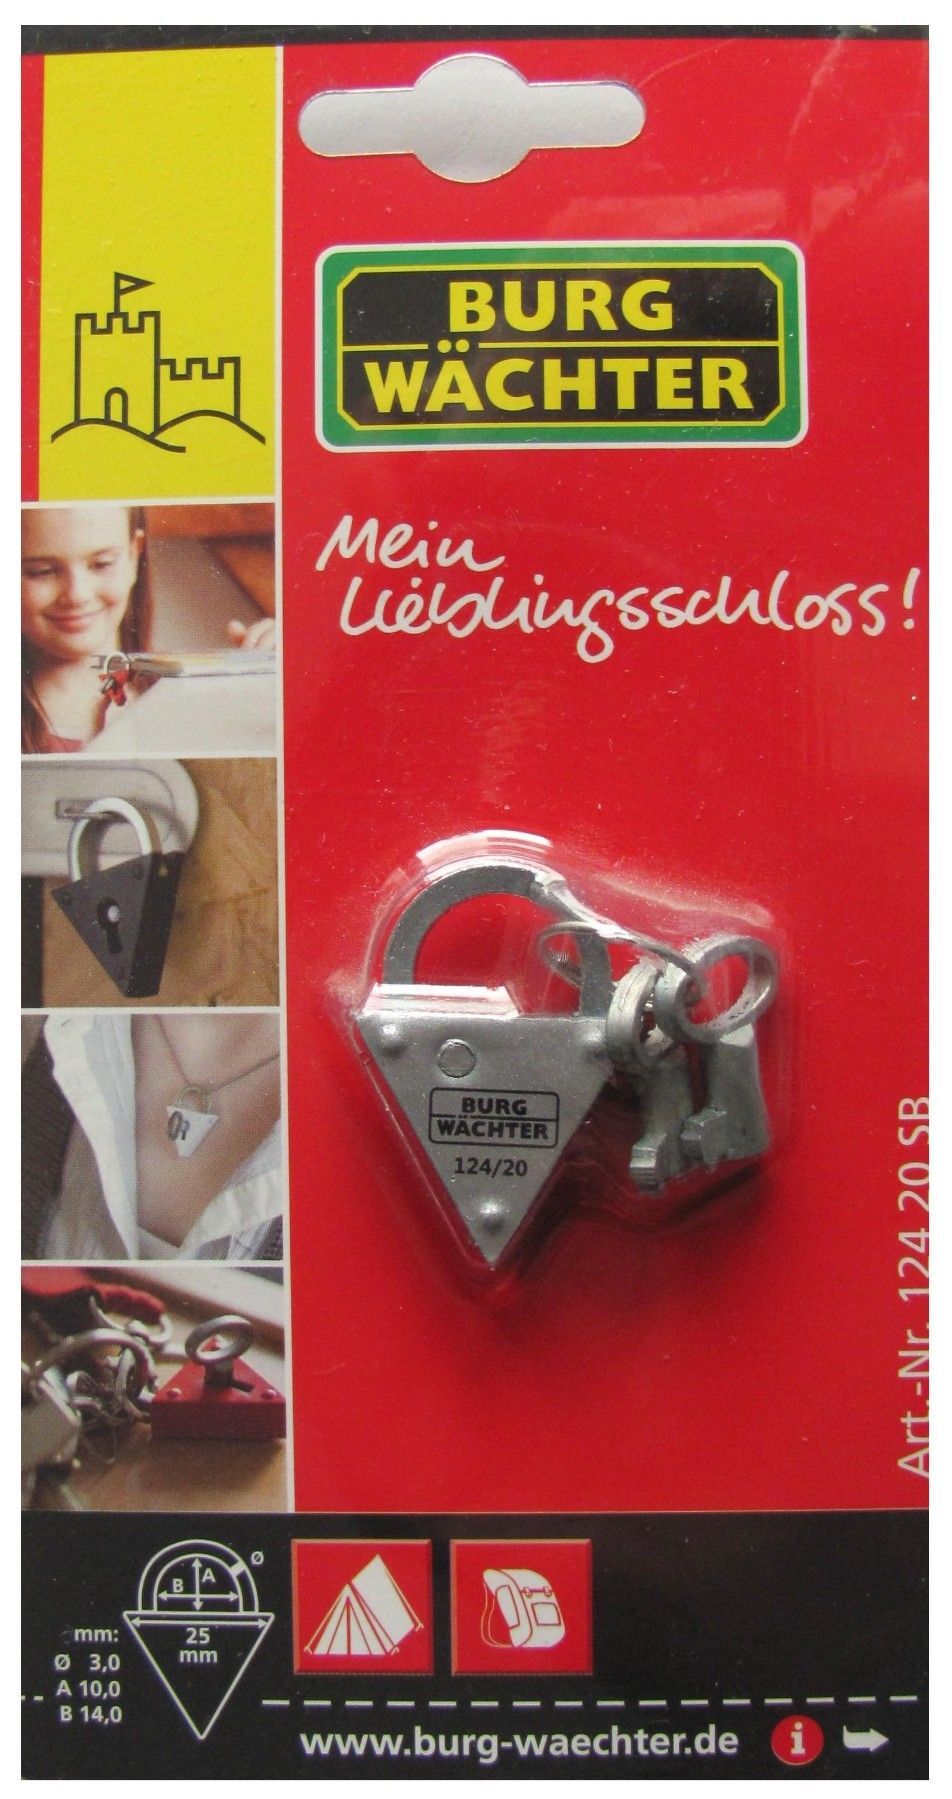 BURG
WÄCHTER
Mein
Lieblingsschloss!
BURG
WÄCHTER
124/20
Art.-Nr. 124 20 SB
Ø
A
B
25
mm
mm:
Ø 3,0
A 10,0
B 14,0
www.burg-waechter.de i